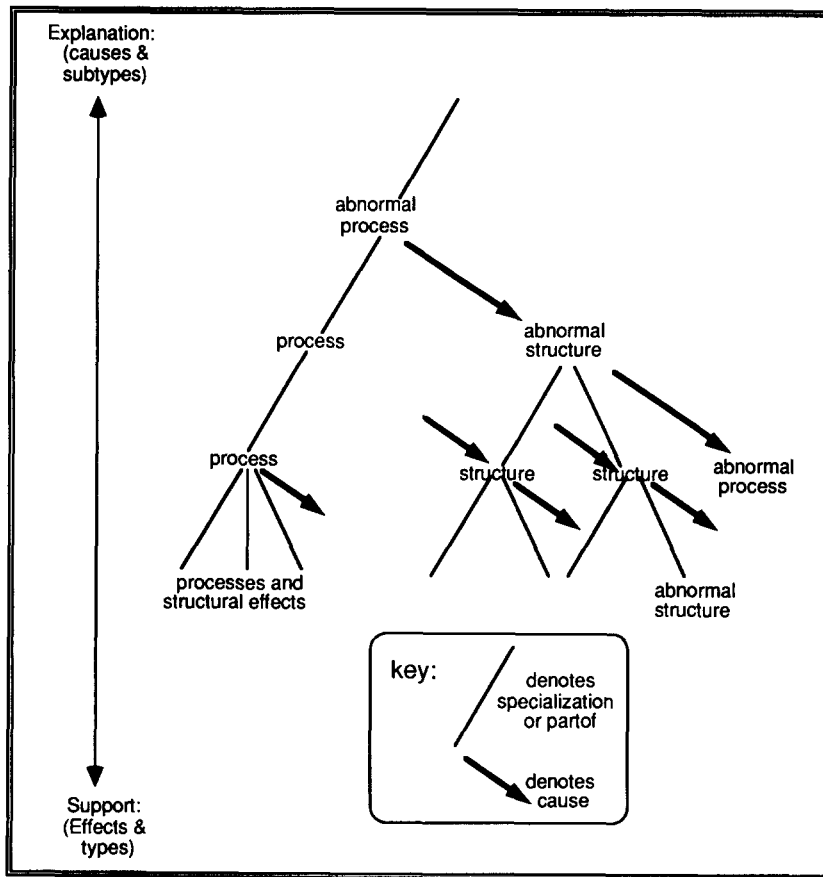 Explanation:
(causes &
subtypes)
abnormal
process
process
abnormal
structure
process
structure
structure
abnormal
process
processes and
structural effects
abnormal
structure
key:
denotes
specialization
or partof
denotes
cause
Support:
(Effects &
types)